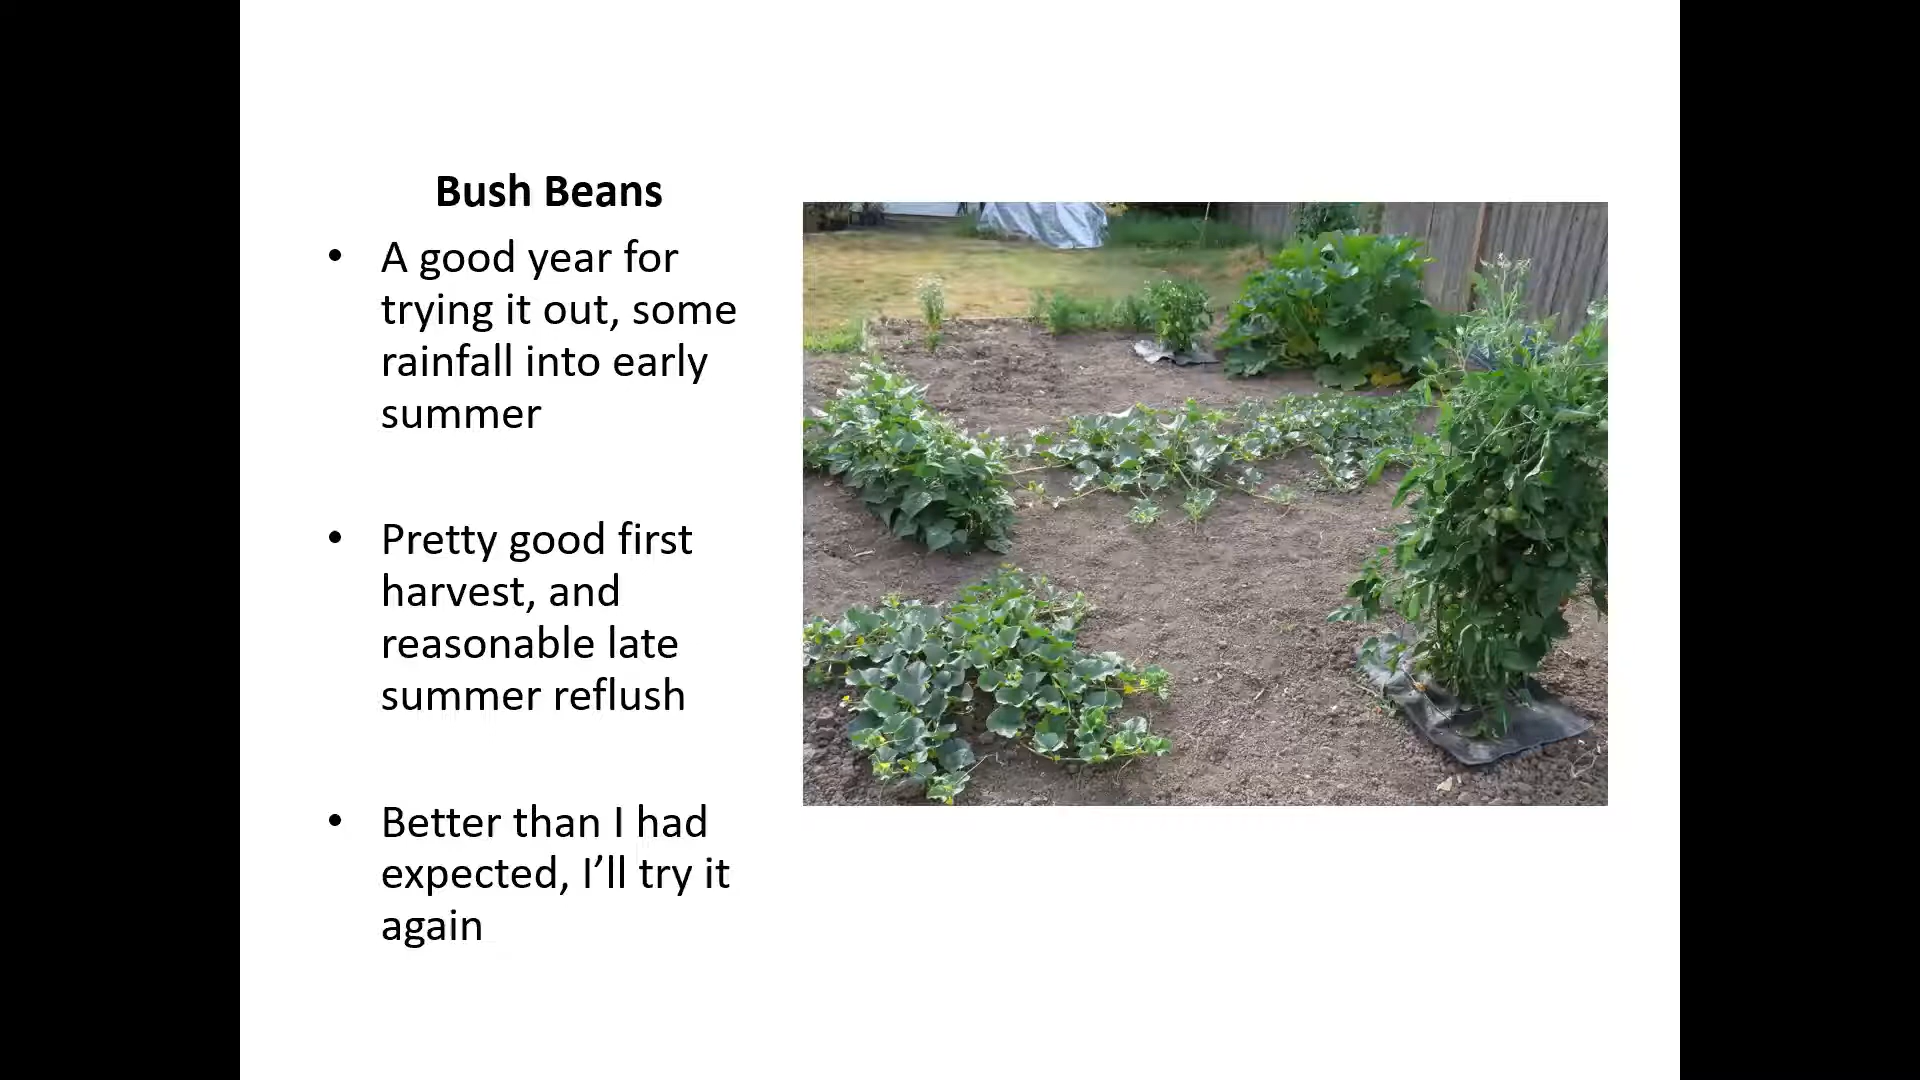 Bush Beans
• A good year for
trying it out, some
rainfall into early
summer
• Pretty good first
harvest, and
reasonable late
summer reflush
• Better than I had
expected, I’ll try it
again